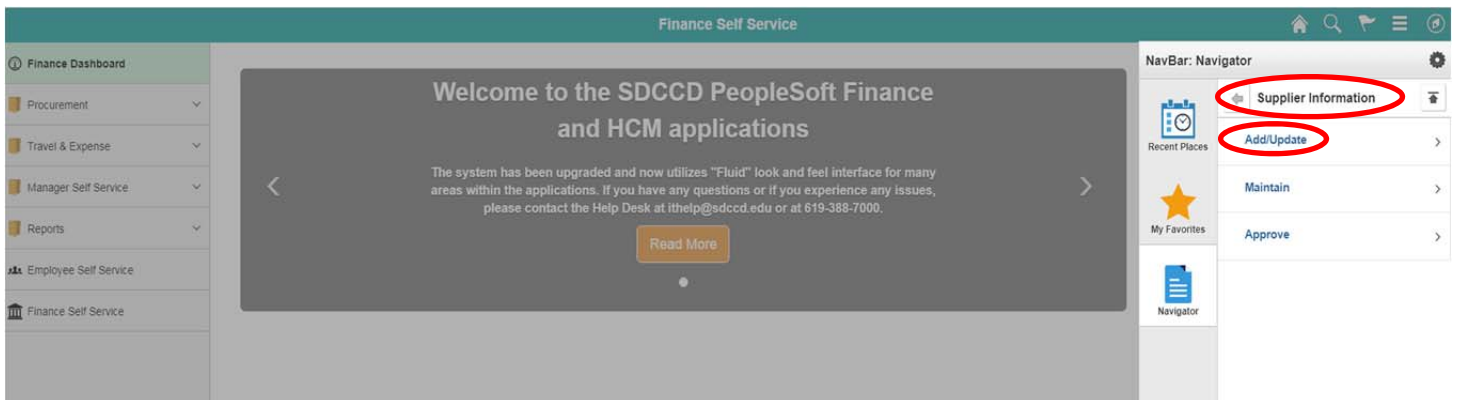 Finance Self Service
Finance Dashboard
Procurement
Travel & Expense
Manager Self Service
Reports
Employee Self Service
Finance Self Service
Welcome to the SDCCD PeopleSoft Finance
and HCM applications
The system has been upgraded and now utilizes "Fluid" look and feel interface for many
areas within the applications. If you have any questions or if you experience any issues,
please contact the Help Desk at ithelp@sdccd.edu or at 619-388-7000.
Read More
NavBar: Navigator
Recent Places
My Favorites
Navigator
Supplier Information
Add/Update
Maintain
Approve